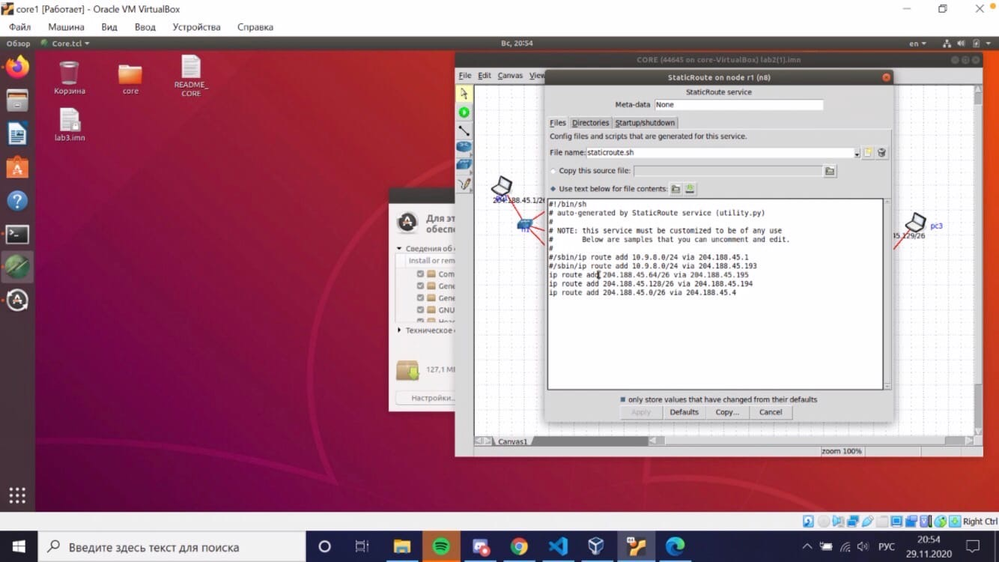 core1 [Работает] - Oracle VM VirtualBox
Файл Машина Вид Ввод Устройства Справка
Обзор Core.tcl Вс, 20:54 en
Корзина
core
README_
CORE
lab3.imn
CORE (44645 on core-VirtualBox) lab2(1).imn
File Edit Canvas View
StaticRoute on node r1 (n8)
StaticRoute service
Meta-data None
Files Directories Startup/shutdown
Config files and scripts that are generated for this service.
File name: staticroute.sh
Copy this source file:
Use text below for file contents:
#!/bin/sh
# auto-generated by StaticRoute service (utility.py)
#
# NOTE: this service must be customized to be of any use
# Below are samples that you can uncomment and edit.
#
#/sbin/ip route add 10.9.8.0/24 via 204.188.45.1
#/sbin/ip route add 10.9.8.0/24 via 204.188.45.193
ip route add 204.188.45.64/26 via 204.188.45.195
ip route add 204.188.45.128/26 via 204.188.45.194
ip route add 204.188.45.0/26 via 204.188.45.4
only store values that have changed from their defaults
Apply Defaults Copy... Cancel
204.188.45.1/26
pc3
45.129/26
Для эт
обеспе
Сведения об
Install or rem
Com
Gene
Gene
GNU
Техническое
127,1 МБ
Настройки...
Canvas1
zoom 100%
Right Ctrl
Введите здесь текст для поиска
РУС
20:54
29.11.2020